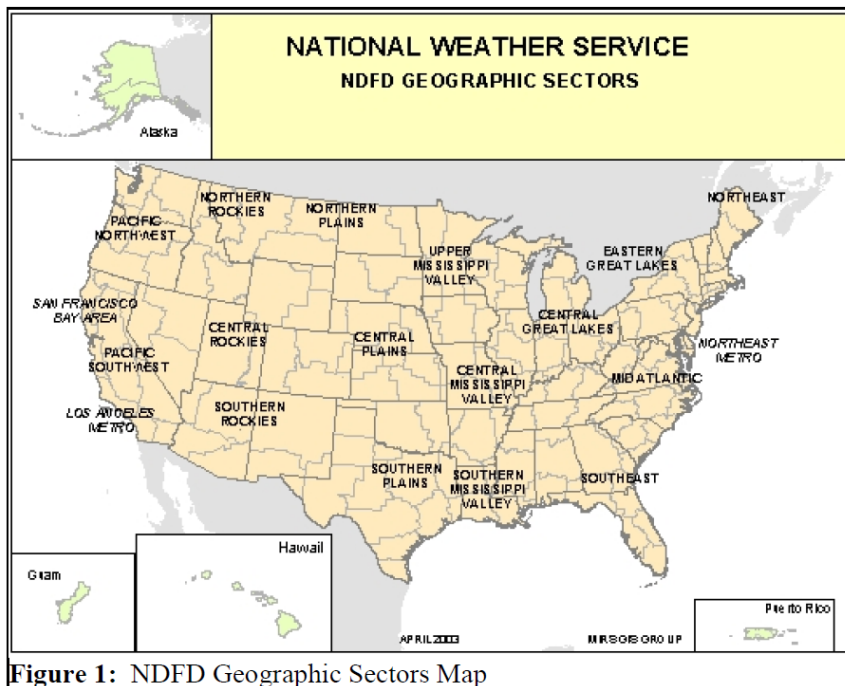 NATIONAL WEATHER SERVICE
NDFD GEOGRAPHIC SECTORS
Alaska
NORTHERN
ROCKIES
NORTHERN
PLAINS
NORTHEAST
PACIFIC
NORTHWEST
UPPER
MISSISSIPPI
VALLEY
EASTERN
GREAT LAKES
SAN FRANCISCO
BAY AREA
CENTRAL
ROCKIES
CENTRAL
PLAINS
CENTRAL
GREAT LAKES
NORTHEAST
METRO
PACIFIC
SOUTHWEST
CENTRAL
MISSISSIPPI
VALLEY
MID ATLANTIC
LOS ANGELES
METRO
SOUTHERN
ROCKIES
SOUTHERN
PLAINS
SOUTHERN
MISSISSIPPI
VALLEY
SOUTHEAST
Guam
Hawaii
Puerto Rico
APRIL 2003
MIRS GIS GROUP
Figure 1: NDFD Geographic Sectors Map